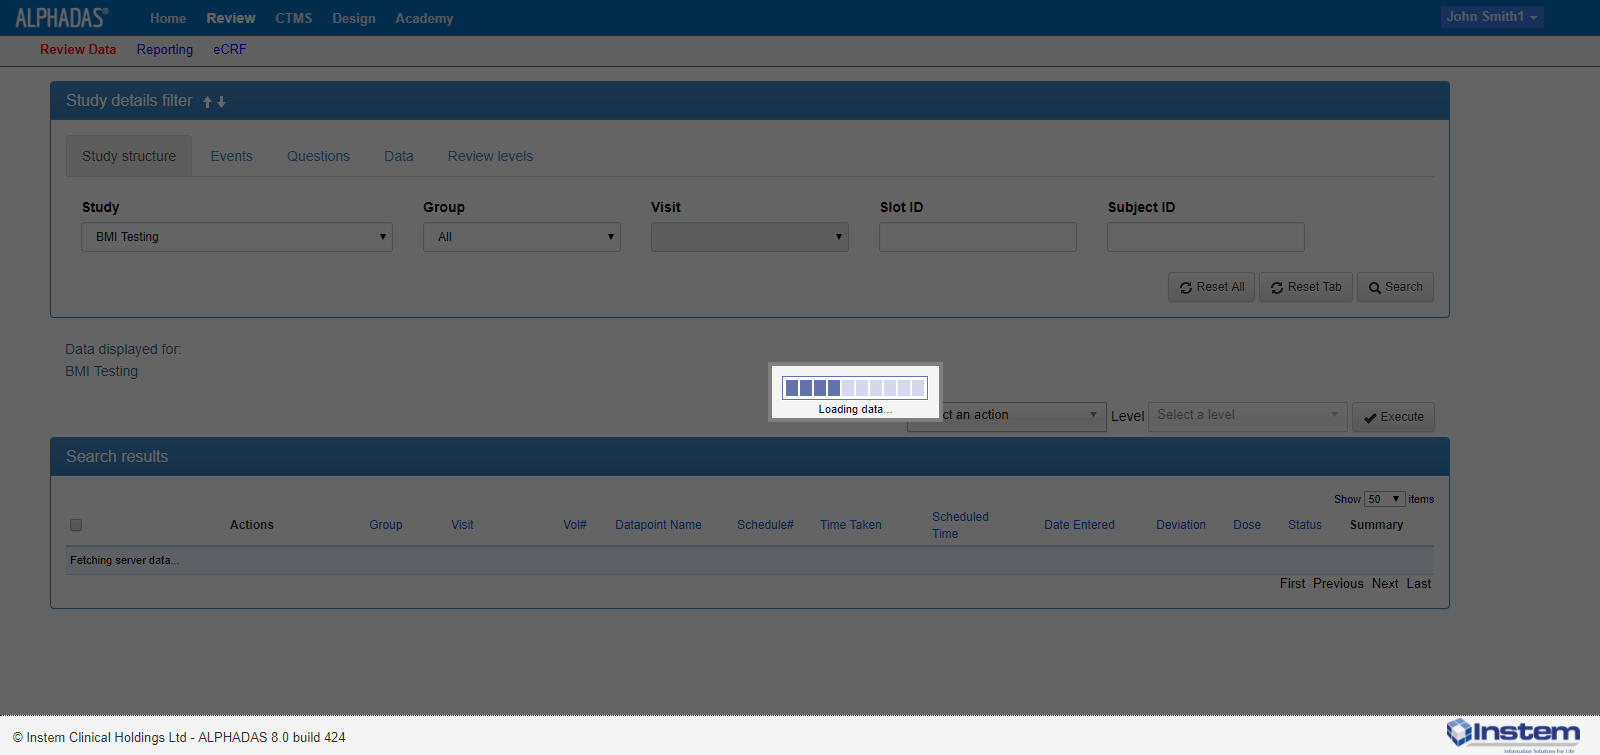 ALPHADAS® Home Review CTMS Design Academy John Smith1
Review Data Reporting eCRF
Study details filter
Study structure Events Questions Data Review levels
Study Group Visit Slot ID Subject ID
BMI Testing All
Reset All Reset Tab Search
Data displayed for:
BMI Testing
Loading data...
ct an action Level Select a level Execute
Search results
Show 50 items
Actions Group Visit Vol# Datapoint Name Schedule# Time Taken Scheduled Time Date Entered Deviation Dose Status Summary
Fetching server data...
First Previous Next Last
© Instem Clinical Holdings Ltd - ALPHADAS 8.0 build 424
Instem
Information Solutions for Life